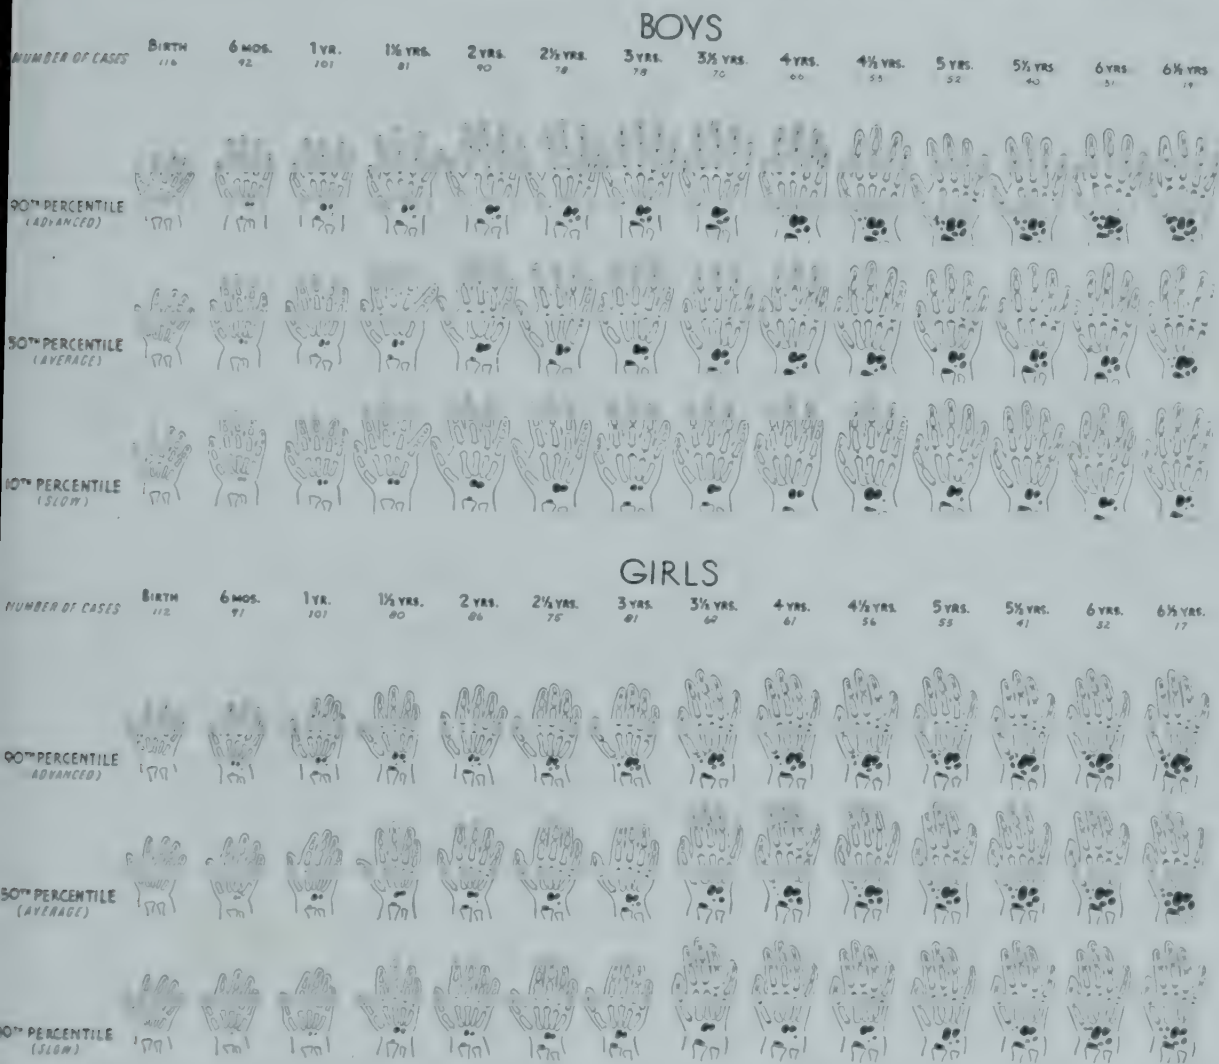 BOYS
NUMBER OF CASES
BIRTH 6 MOS. 1 YR. 1½ YRS. 2 YRS. 2½ YRS. 3 YRS. 3½ YRS. 4 YRS. 4½ YRS. 5 YRS. 5½ YRS 6 YRS 6½ YRS
116 92 101 81 90 78 78 70 60 55 52 40 31 19
90TH PERCENTILE
(ADVANCED)
50TH PERCENTILE
(AVERAGE)
10TH PERCENTILE
(SLOW)
GIRLS
NUMBER OF CASES
BIRTH 6 MOS. 1 YR. 1½ YRS. 2 YRS. 2½ YRS. 3 YRS. 3½ YRS. 4 YRS. 4½ YRS. 5 YRS. 5½ YRS. 6 YRS. 6½ YRS.
112 91 101 80 86 75 81 69 61 56 55 41 32 17
90TH PERCENTILE
ADVANCED)
50TH PERCENTILE
(AVERAGE)
10TH PERCENTILE
(SLOW)